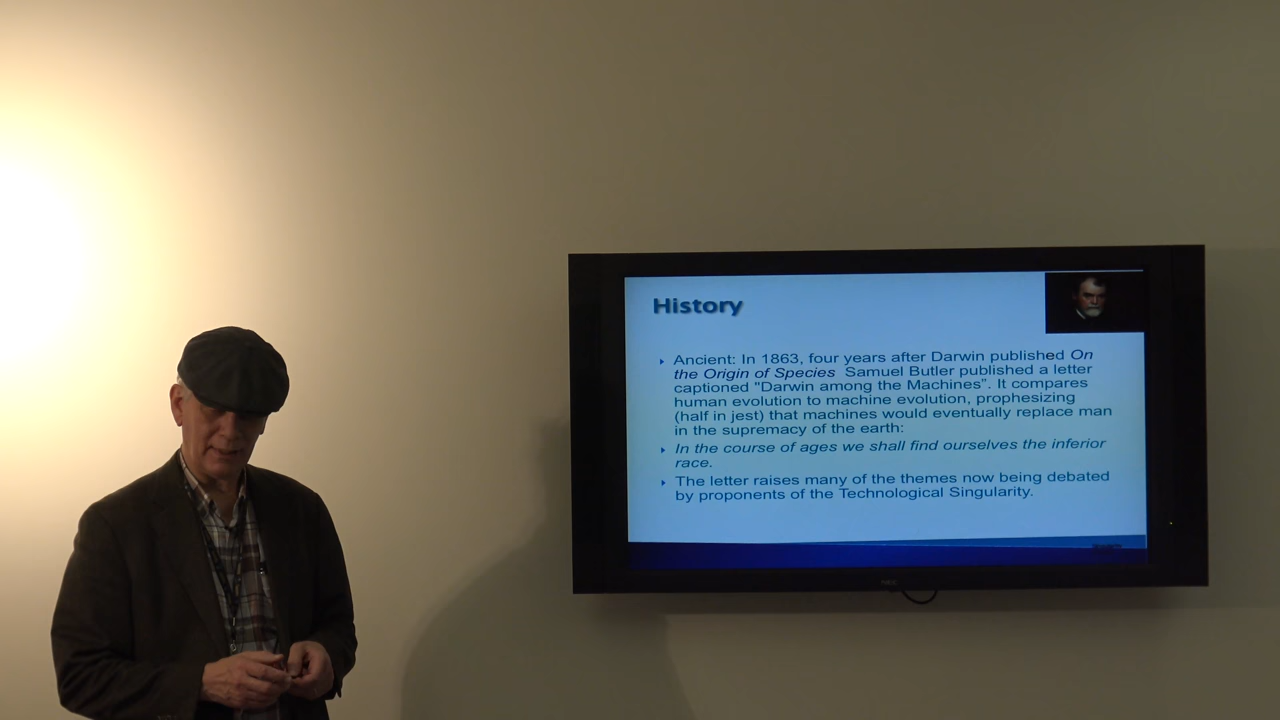 History
Ancient: In 1863, four years after Darwin published On
the Origin of Species Samuel Butler published a letter
captioned "Darwin among the Machines". It compares
human evolution to machine evolution, prophesizing
(half in jest) that machines would eventually replace man
in the supremacy of the earth:
In the course of ages we shall find ourselves the inferior
race.
The letter raises many of the themes now being debated
by proponents of the Technological Singularity.
NEC